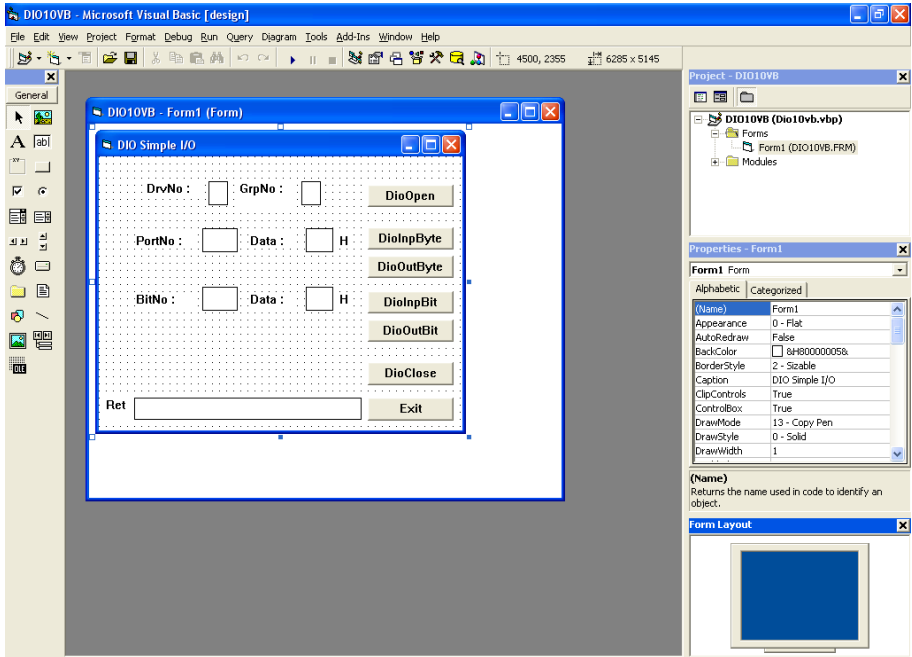 DIO10VB - Microsoft Visual Basic [design]
File Edit View Project Format Debug Run Query Diagram Tools Add-Ins Window Help
4500, 2355 6285 x 5145
General
A ab|
xv
OLE
DIO10VB - Form1 (Form)
DIO Simple I/O
DrvNo : GrpNo : DioOpen
PortNo : Data : H DioInpByte
DioOutByte
BitNo : Data : H DioInpBit
DioOutBit
DioClose
Ret Exit
Project - DIO10VB
DIO10VB (Dio10vb.vbp)
Forms
Form1 (DIO10VB.FRM)
Modules
Properties - Form1
Form1 Form
Alphabetic Categorized
(Name) Form1
Appearance 0 - Flat
AutoRedraw False
BackColor &H80000005&
BorderStyle 2 - Sizable
Caption DIO Simple I/O
ClipControls True
ControlBox True
DrawMode 13 - Copy Pen
DrawStyle 0 - Solid
DrawWidth 1
(Name)
Returns the name used in code to identify an
object.
Form Layout